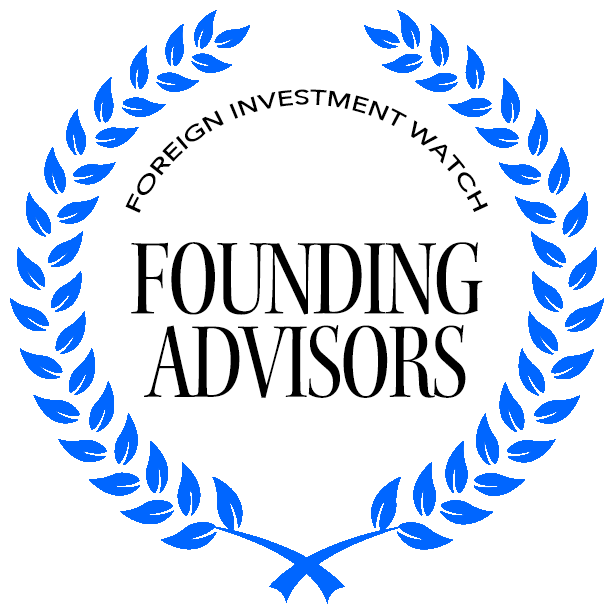 FOREIGN INVESTMENT WATCH
FOUNDING
ADVISORS